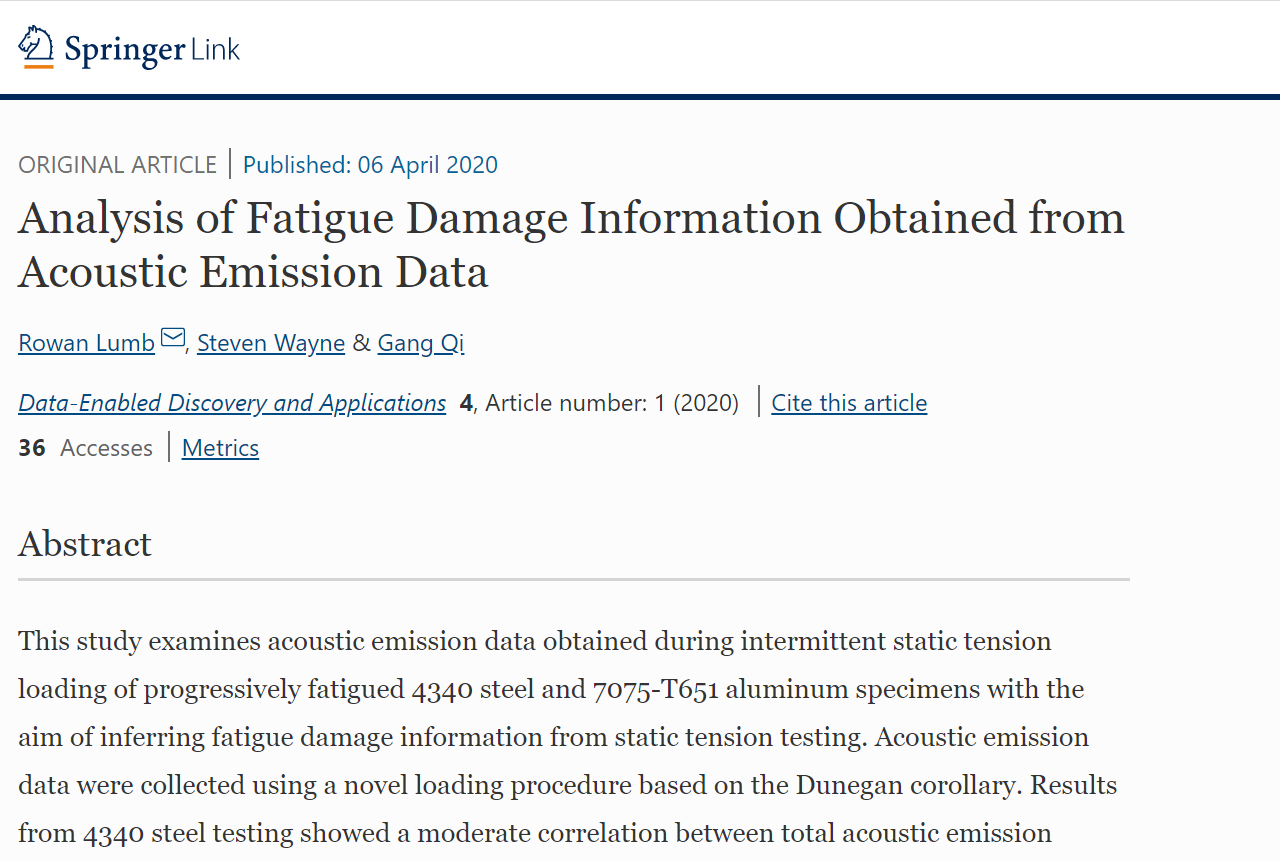 Springer Link
ORIGINAL ARTICLE | Published: 06 April 2020
Analysis of Fatigue Damage Information Obtained from
Acoustic Emission Data
Rowan Lumb, Steven Wayne & Gang Qi
Data-Enabled Discovery and Applications 4, Article number: 1 (2020) | Cite this article
36 Accesses | Metrics
Abstract
This study examines acoustic emission data obtained during intermittent static tension
loading of progressively fatigued 4340 steel and 7075-T651 aluminum specimens with the
aim of inferring fatigue damage information from static tension testing. Acoustic emission
data were collected using a novel loading procedure based on the Dunegan corollary. Results
from 4340 steel testing showed a moderate correlation between total acoustic emission